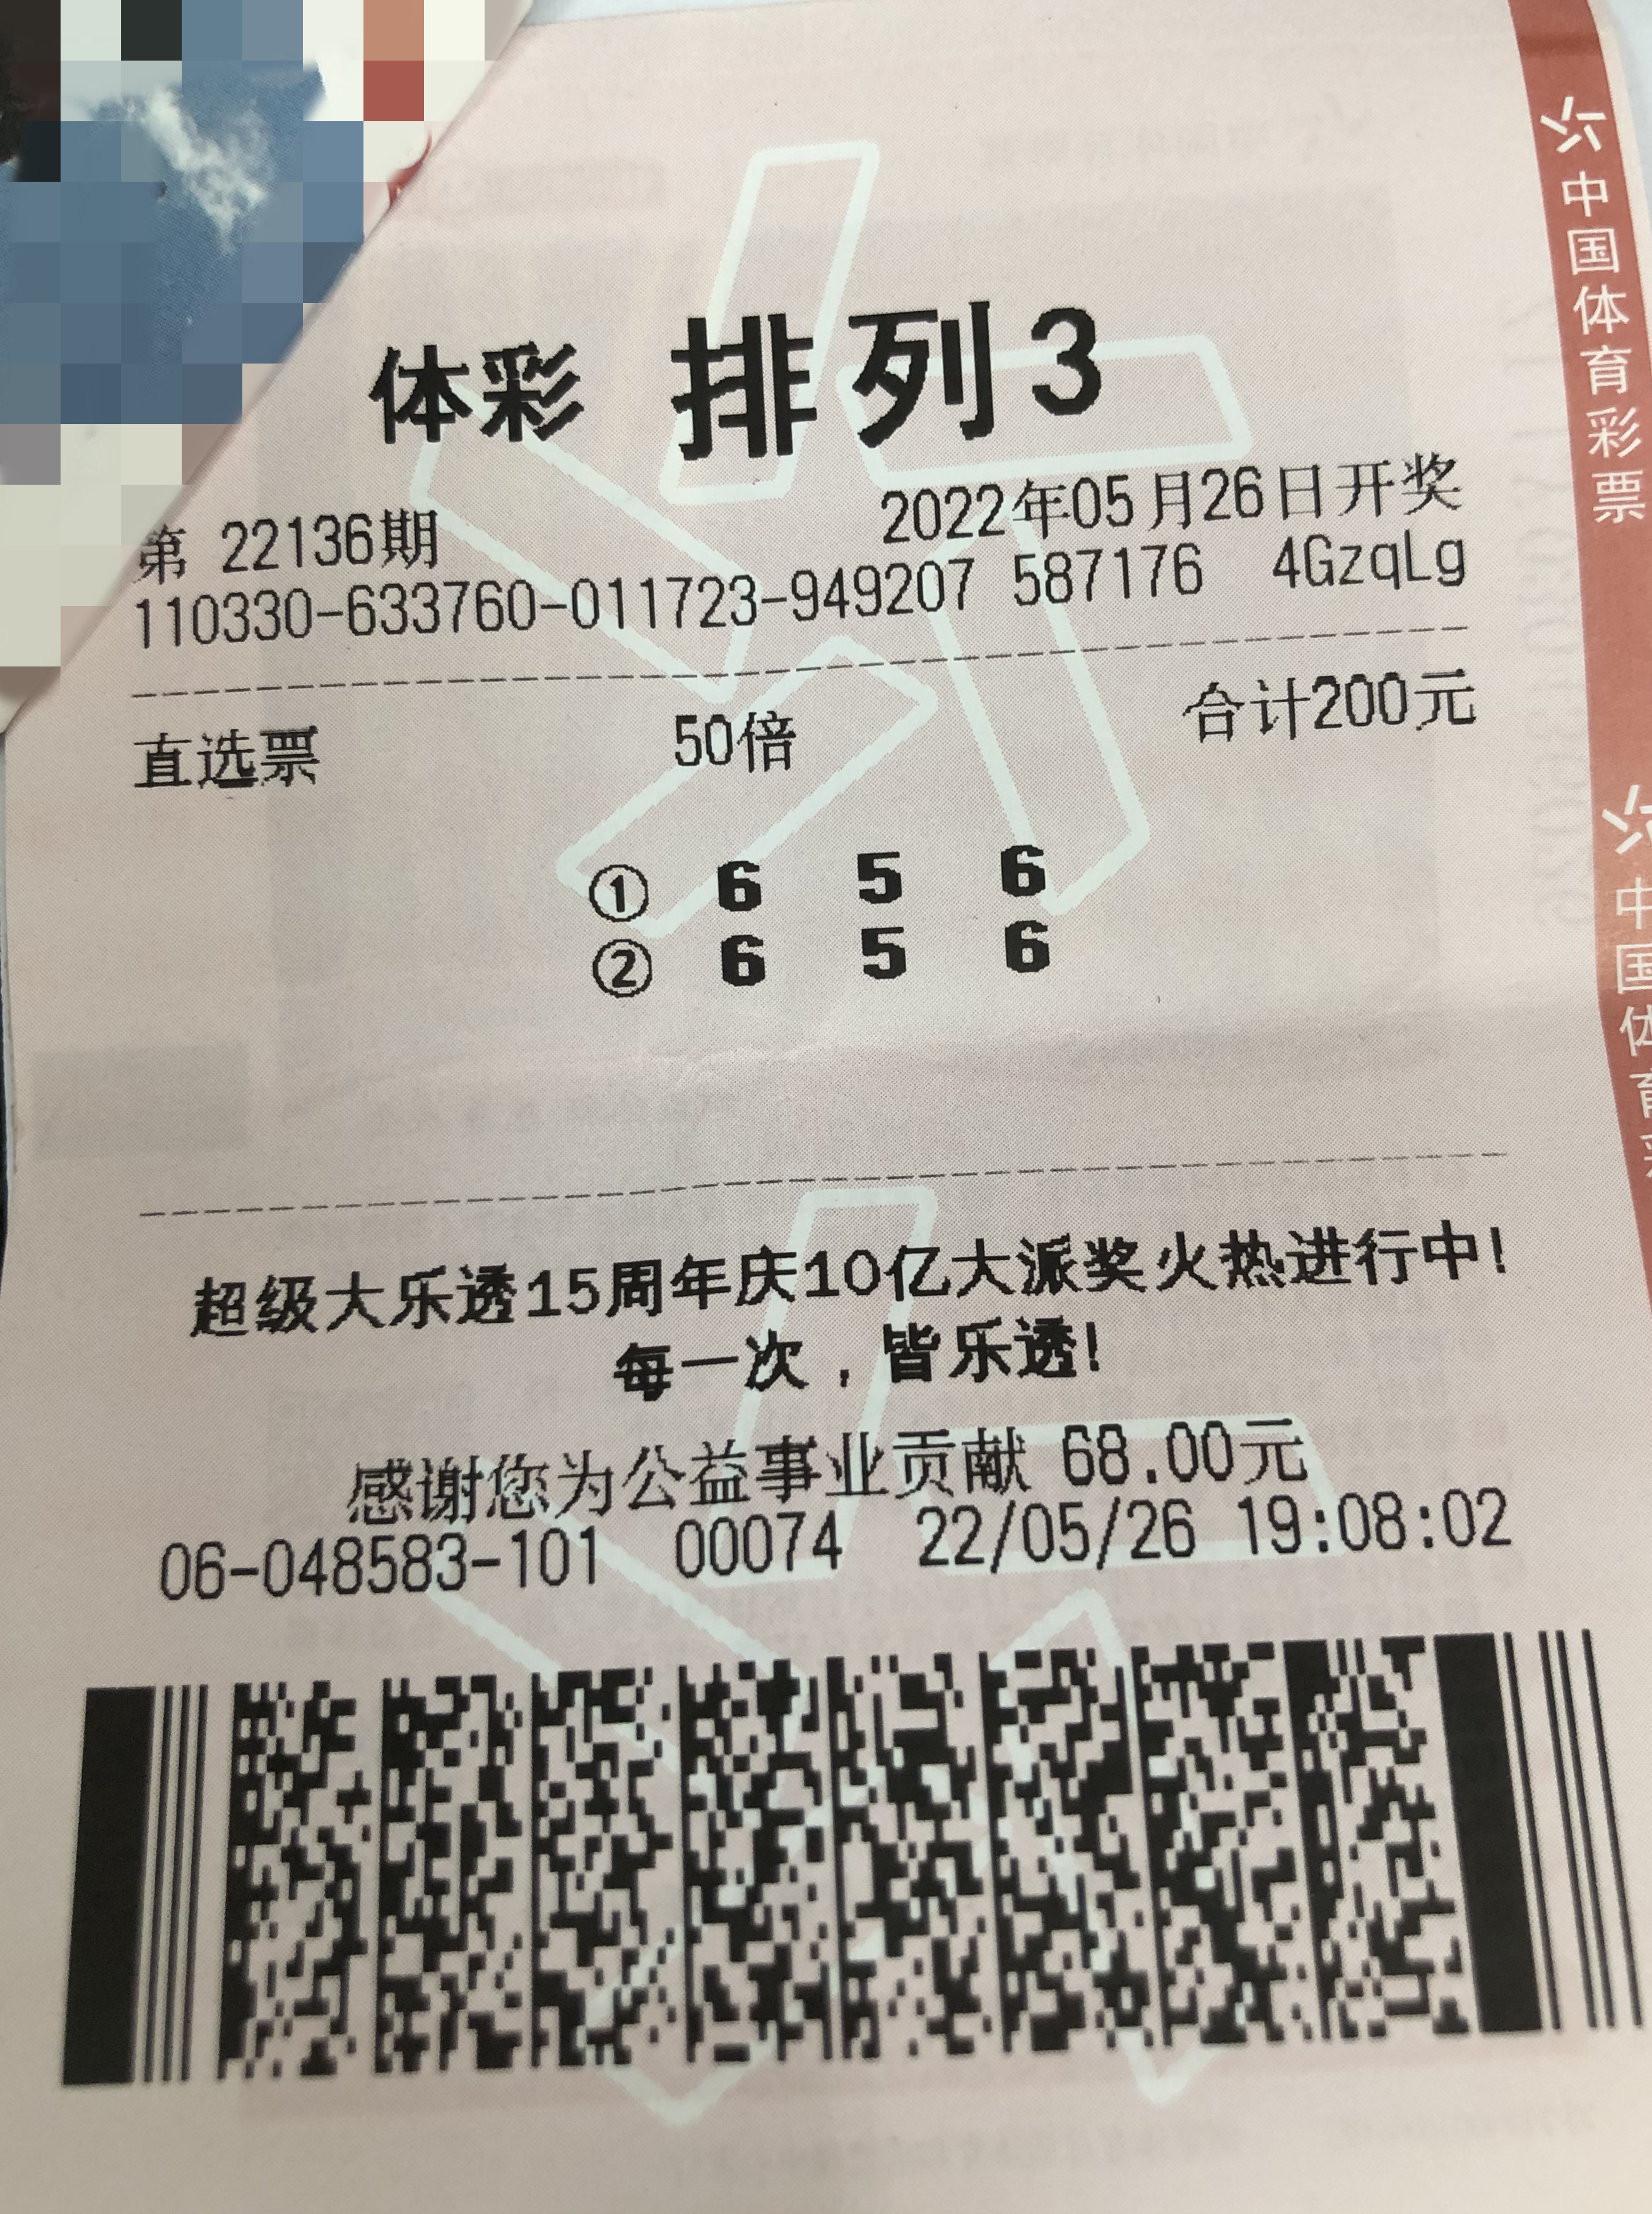 体彩 排列3
第 22136期 2022年05月26日开奖
110330-633760-011723-949207 587176 4GzqLg
直选票 50倍 合计200元
① 6 5 6
② 6 5 6
超级大乐透15周年庆10亿大派奖火热进行中!
每一次，皆乐透!
感谢您为公益事业贡献 68.00元
06-048583-101 00074 22/05/26 19:08:02
中国体育彩票
中国体育彩